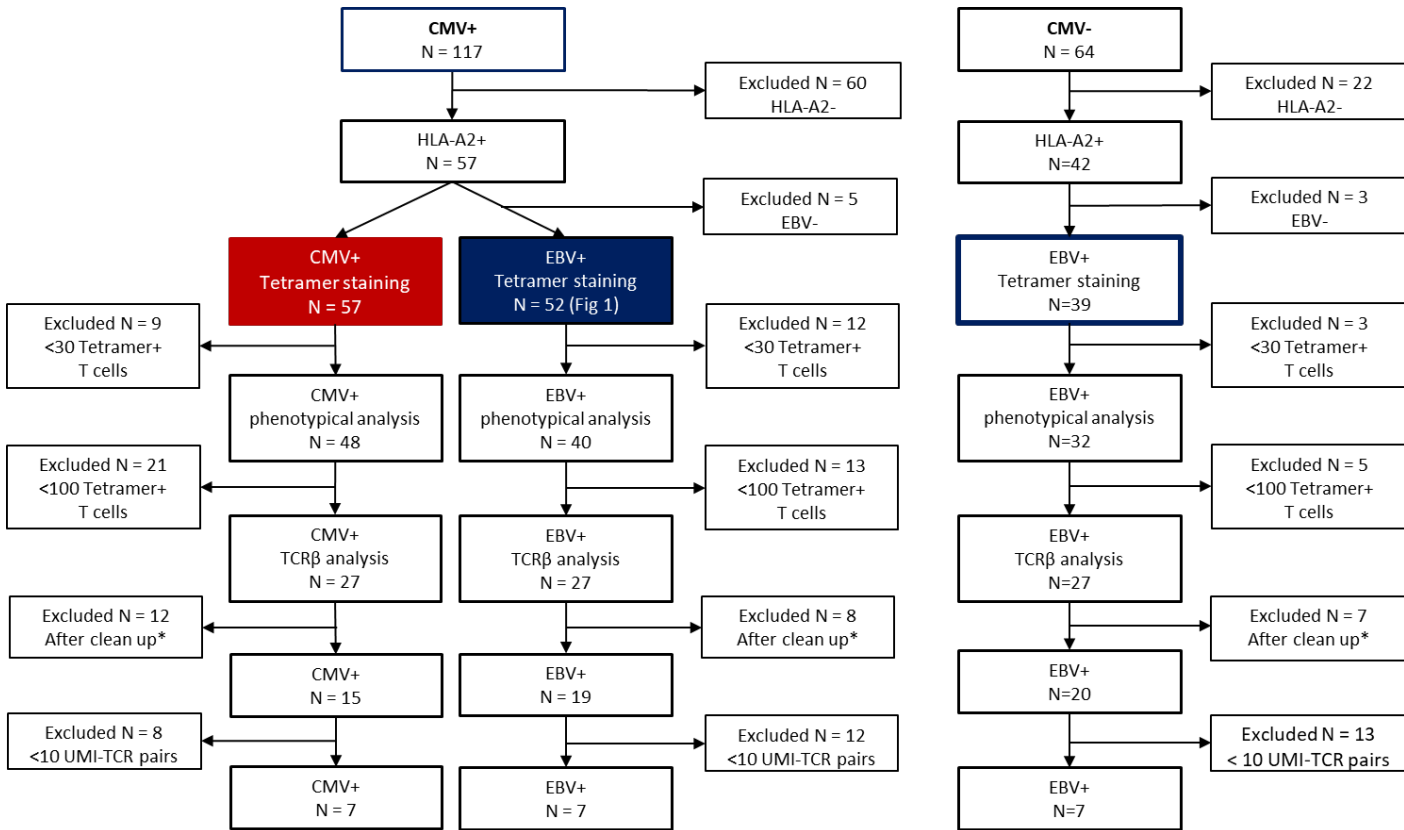 CMV+
N = 117
Excluded N = 60
HLA-A2-
HLA-A2+
N = 57
Excluded N = 5
EBV-
CMV+
Tetramer staining
N = 57
EBV+
Tetramer staining
N = 52 (Fig 1)
Excluded N = 9
<30 Tetramer+
T cells
Excluded N = 12
<30 Tetramer+
T cells
CMV+
phenotypical analysis
N = 48
EBV+
phenotypical analysis
N = 40
Excluded N = 21
<100 Tetramer+
T cells
Excluded N = 13
<100 Tetramer+
T cells
CMV+
TCRβ analysis
N = 27
EBV+
TCRβ analysis
N = 27
Excluded N = 12
After clean up*
Excluded N = 8
After clean up*
CMV+
N = 15
EBV+
N = 19
Excluded N = 8
<10 UMI-TCR pairs
Excluded N = 12
<10 UMI-TCR pairs
CMV+
N = 7
EBV+
N = 7
CMV-
N = 64
Excluded N = 22
HLA-A2-
HLA-A2+
N=42
Excluded N = 3
EBV-
EBV+
Tetramer staining
N=39
Excluded N = 3
<30 Tetramer+
T cells
EBV+
phenotypical analysis
N=32
Excluded N = 5
<100 Tetramer+
T cells
EBV+
TCRβ analysis
N=27
Excluded N = 7
After clean up*
EBV+
N=20
Excluded N = 13
< 10 UMI-TCR pairs
EBV+
N=7